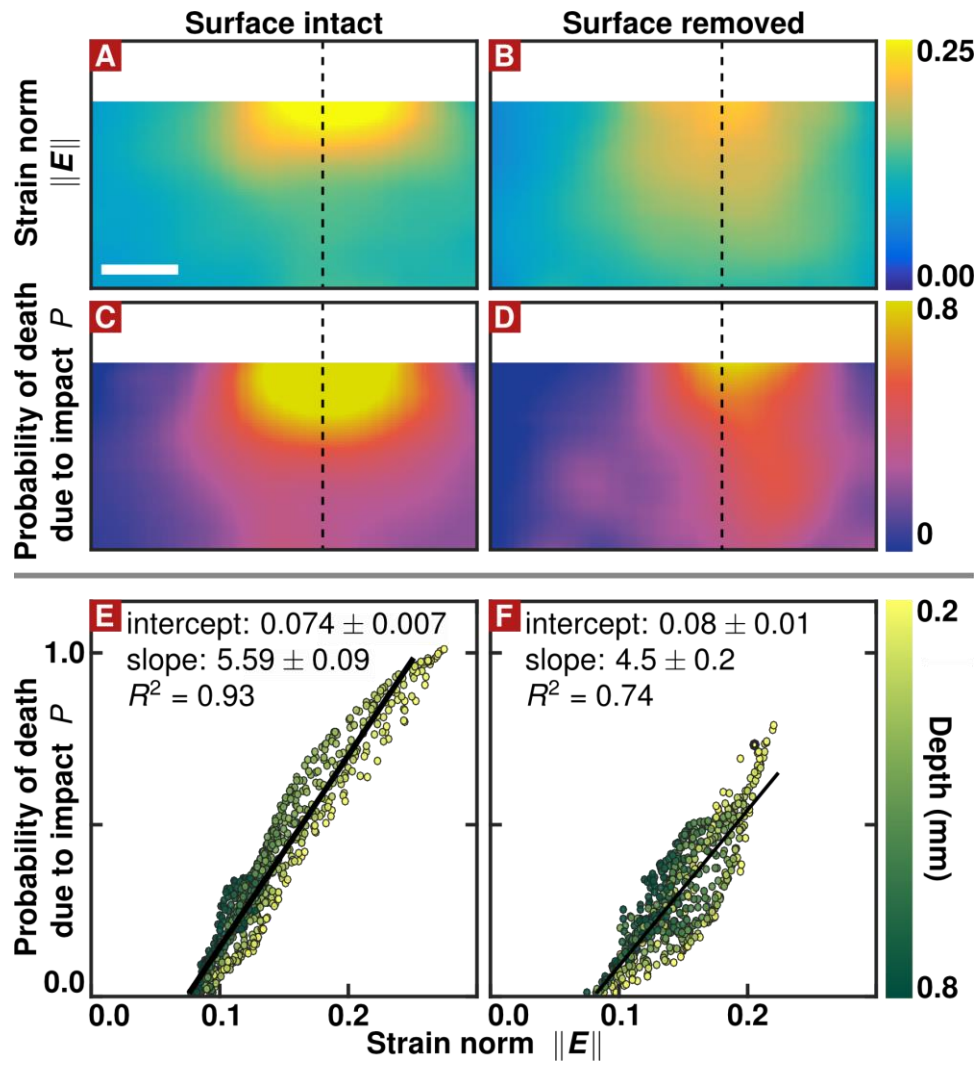 Surface intact
Surface removed
A
B
Strain norm
||E||
0.25
0.00
C
D
Probability of death
due to impact P
0.8
0
E
intercept: 0.074 ± 0.007
slope: 5.59 ± 0.09
R² = 0.93
F
intercept: 0.08 ± 0.01
slope: 4.5 ± 0.2
R² = 0.74
Probability of death
due to impact P
1.0
0.0
0.2
Depth (mm)
0.8
0.0 0.1 0.2
0.0 0.1 0.2
Strain norm ||E||